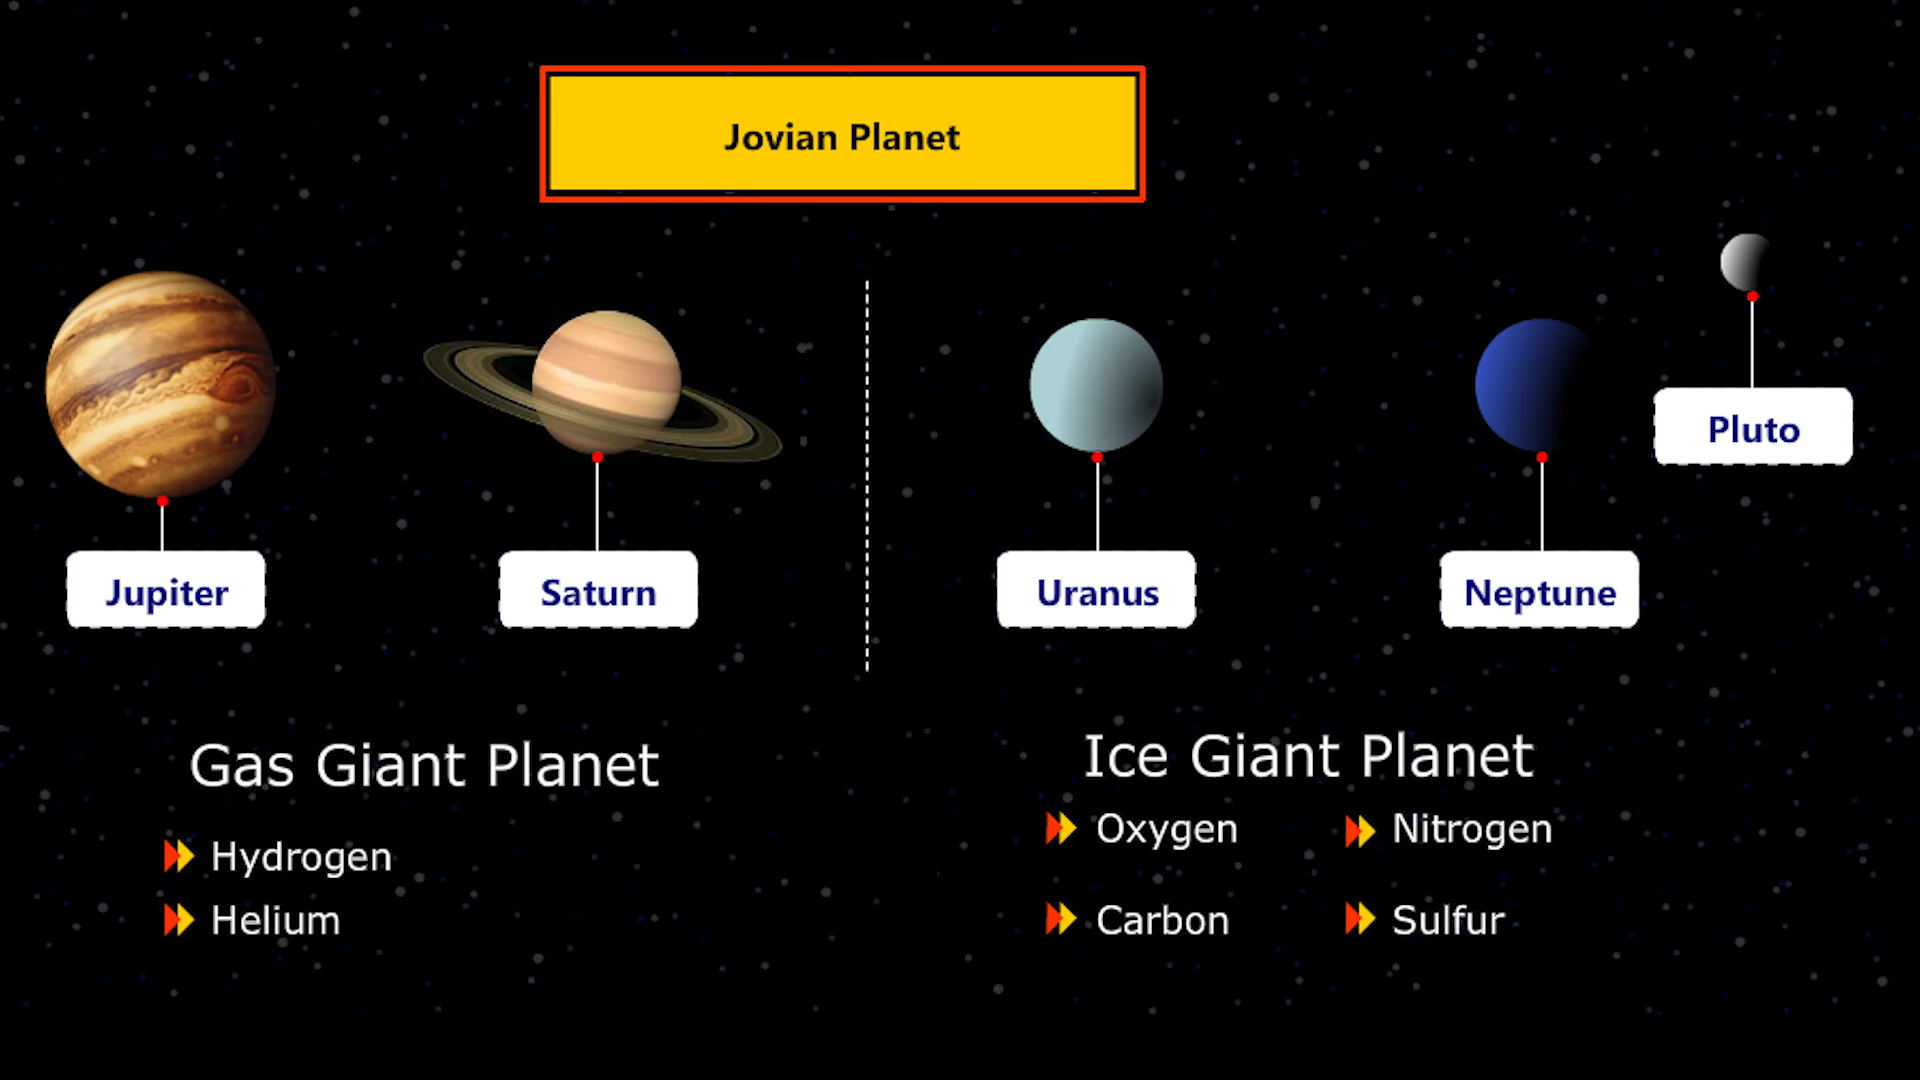 Jovian Planet
Pluto
Jupiter
Saturn
Uranus
Neptune
Gas Giant Planet
Hydrogen
Helium
Ice Giant Planet
Oxygen
Nitrogen
Carbon
Sulfur